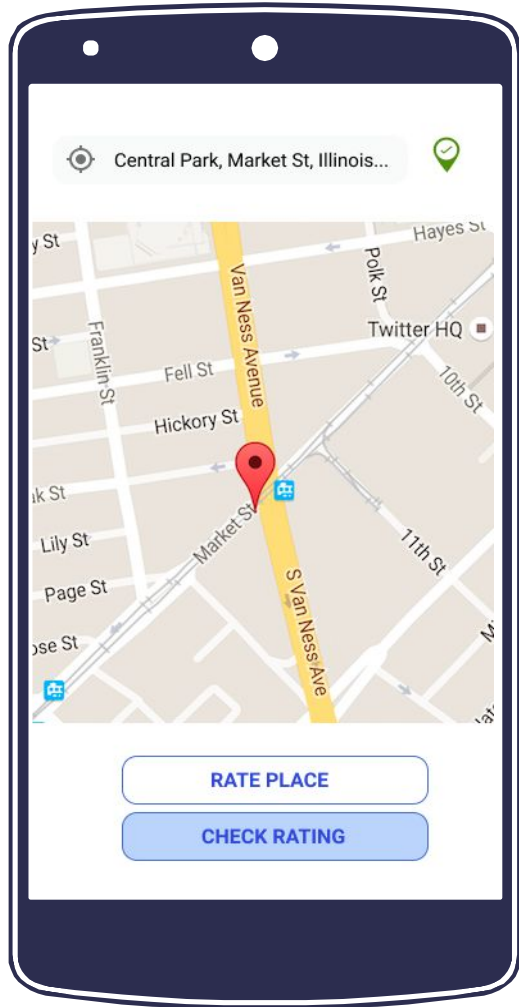 Central Park, Market St, Illinois...
Hayes St
y St
Polk St
Van Ness Avenue
Twitter HQ
St
Franklin St
Fell St
10th St
Hickory St
ak St
Market St
Lily St
11th St
Page St
S Van Ness Ave
ose St
RATE PLACE
CHECK RATING